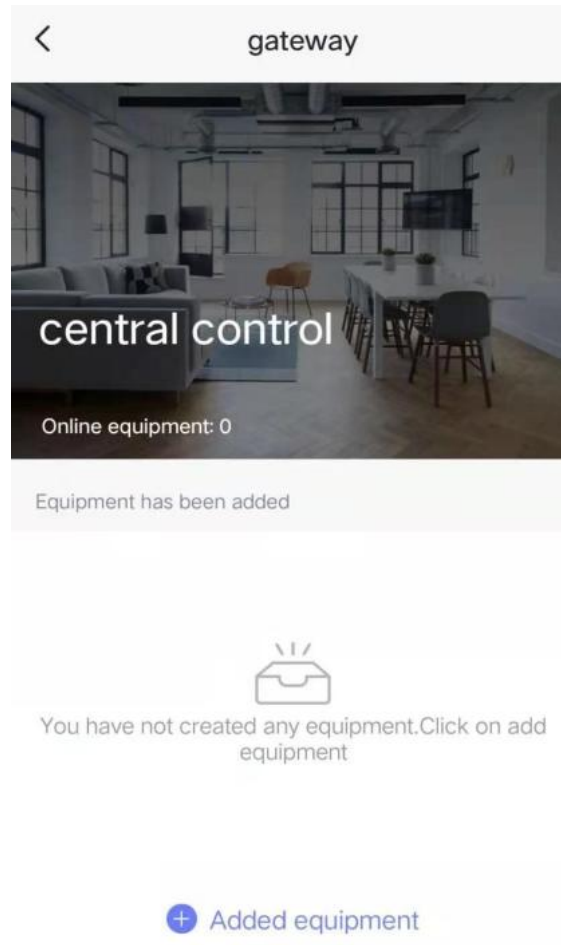 gateway
central control
Online equipment: 0
Equipment has been added
You have not created any equipment.Click on add
equipment
Added equipment